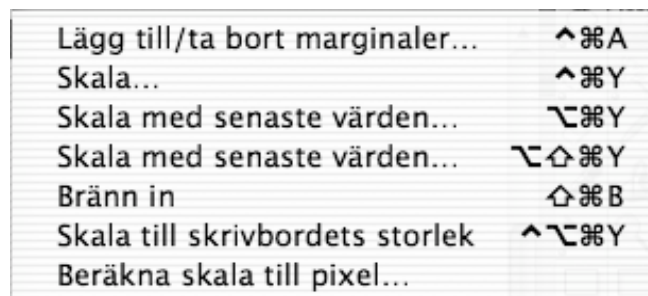 Lägg till/ta bort marginaler... ^⌘A
Skala... ^⌘Y
Skala med senaste värden... ⌥⌘Y
Skala med senaste värden... ⌥⇧⌘Y
Bränn in ⇧⌘B
Skala till skrivbordets storlek ^⌥⌘Y
Beräkna skala till pixel...